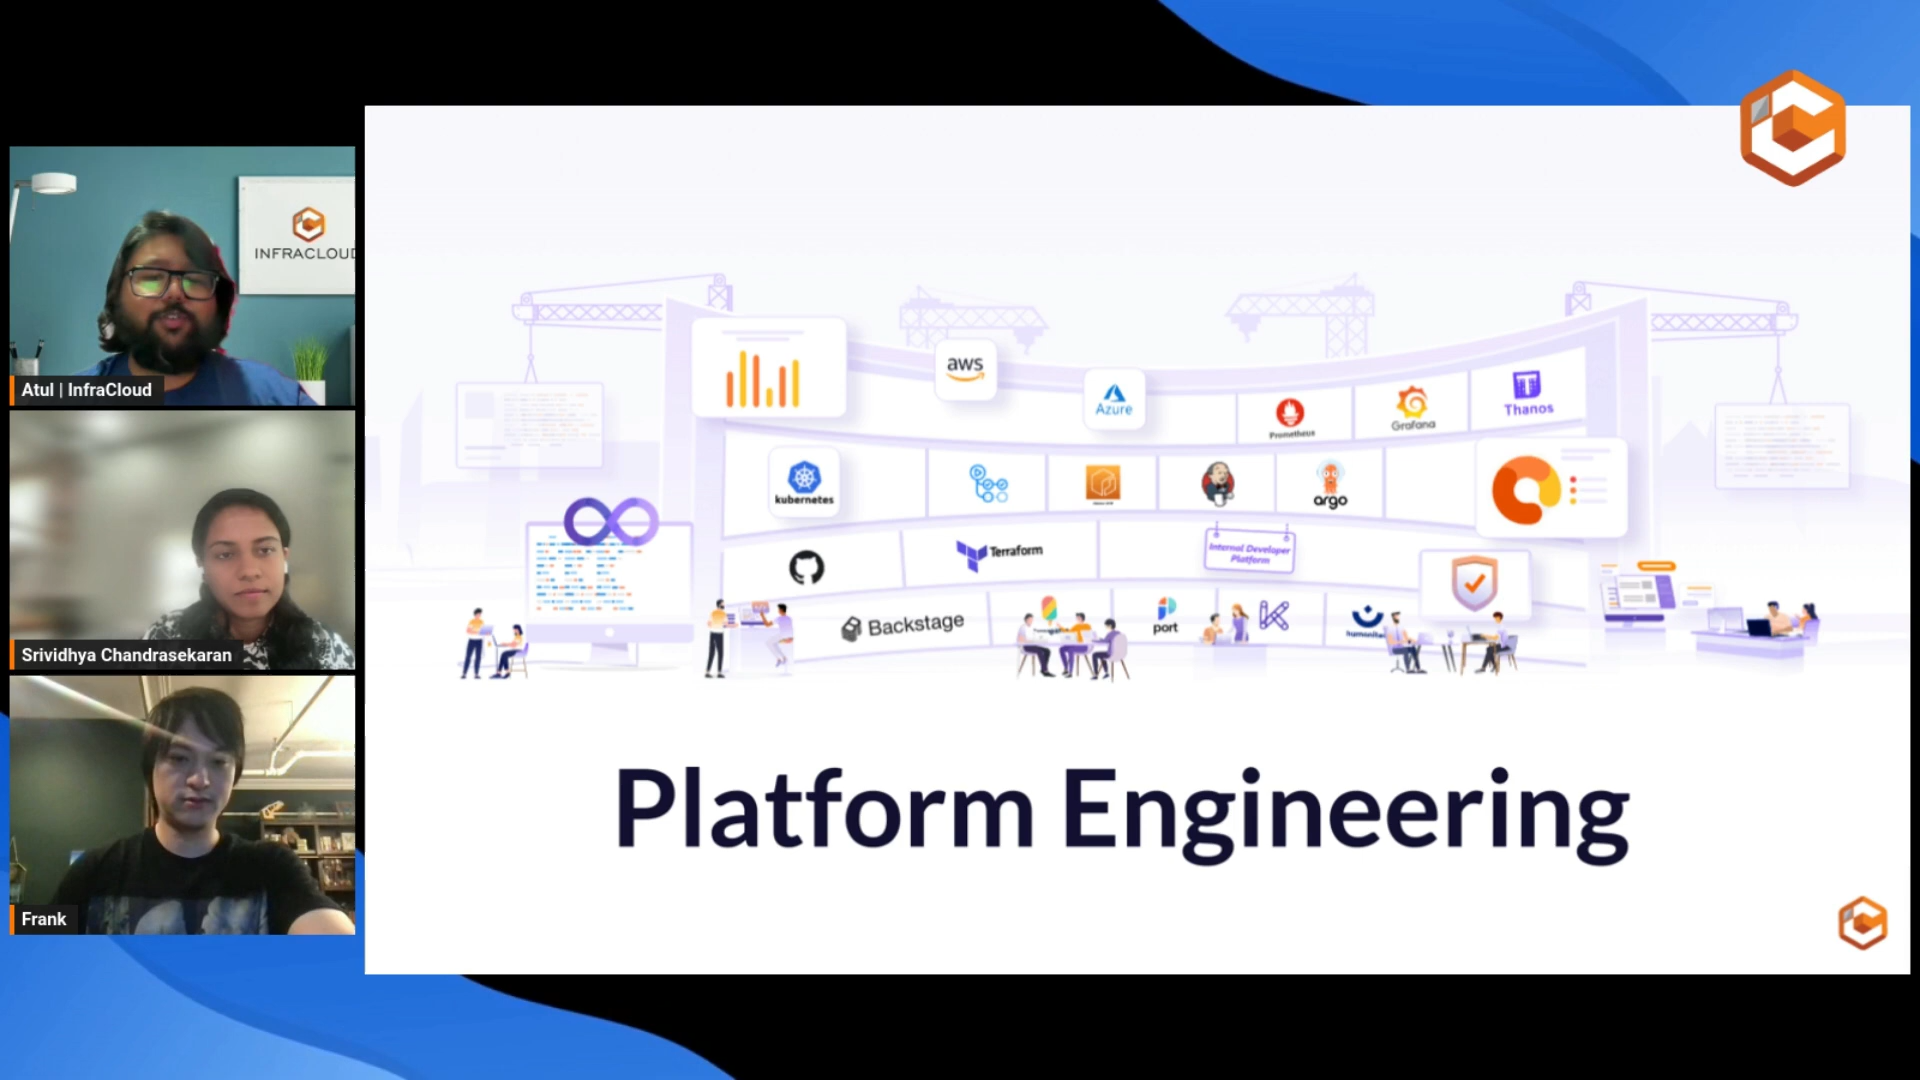 INFRACLOUD
Atul | InfraCloud
Srividhya Chandrasekaran
Frank
aws
Azure
Prometheus
Grafana
Thanos
kubernetes
argo
Terraform
Internal Developer
Platform
Backstage
port
Platform Engineering